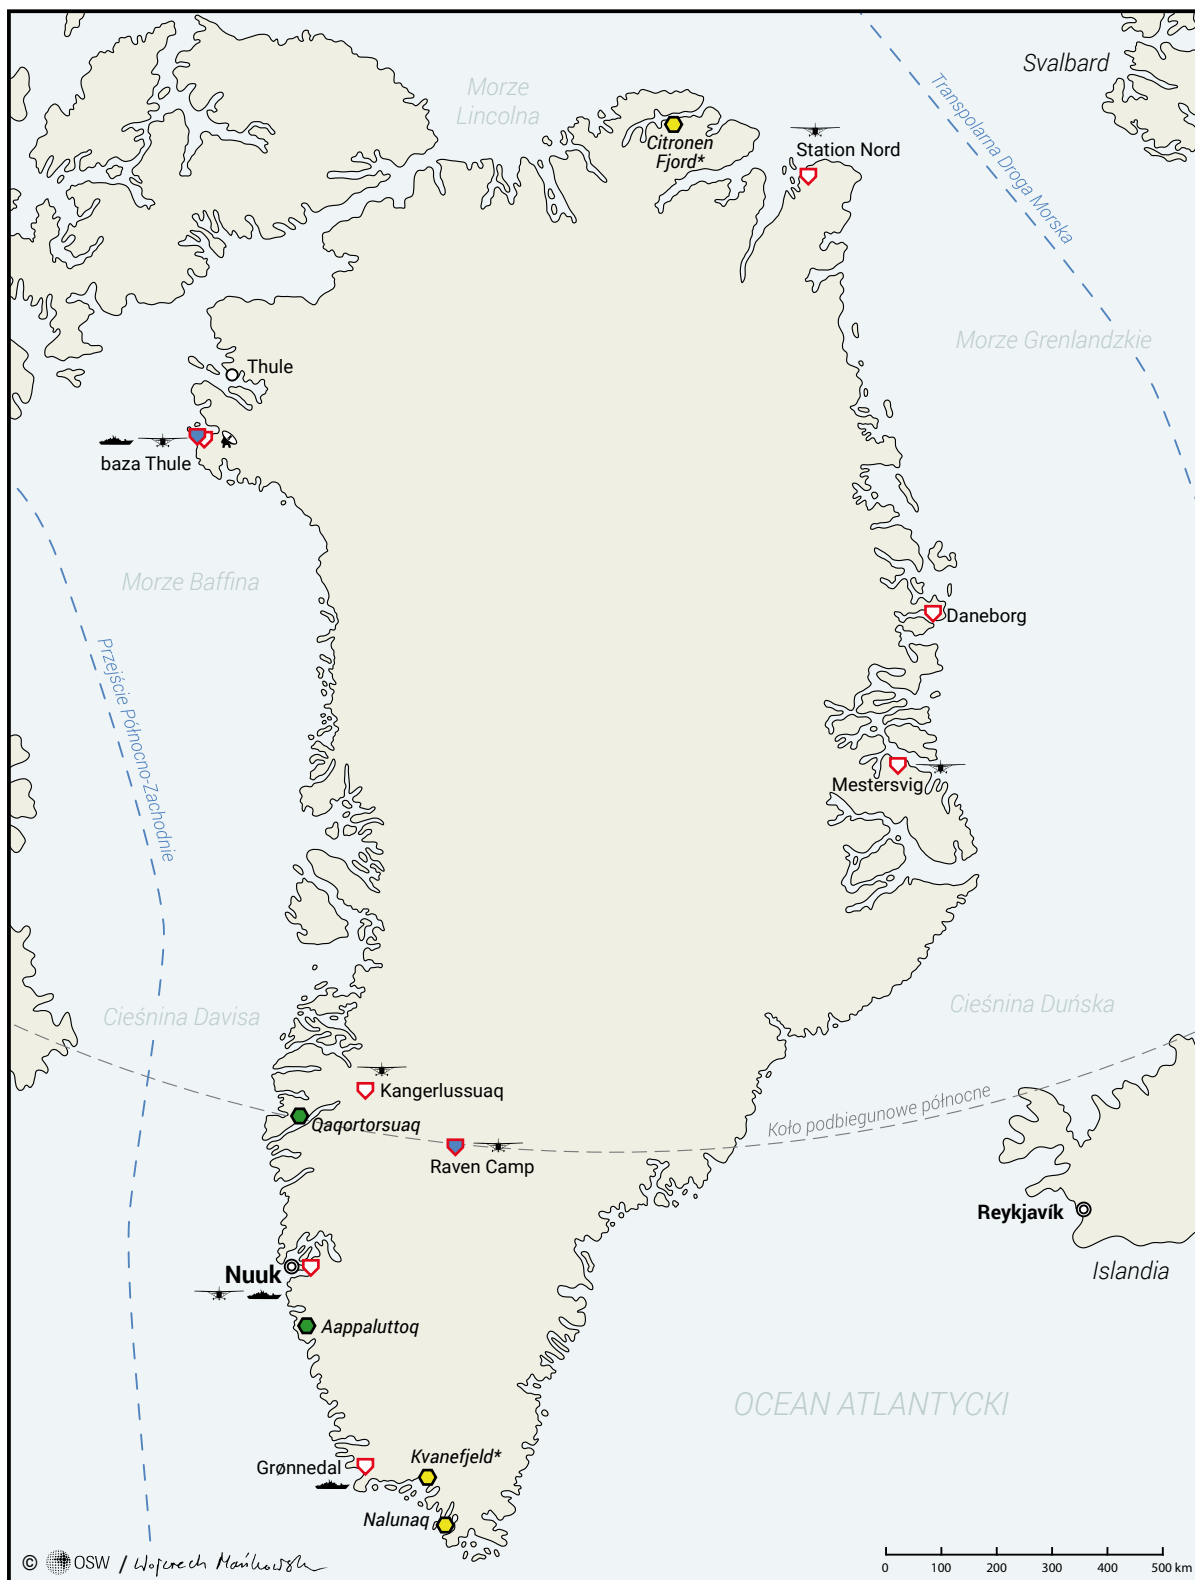 Svalbard
Morze
Lincolna
Transpolarna Droga Morska
Citronen
Fjord*
Station Nord
Morze Grenlandzkie
Thule
baza Thule
Morze Baffina
Daneborg
Przejście Północno-Zachodnie
Mestersvig
Cieśnina Davisa
Cieśnina Duńska
Kangerlussuaq
Koło podbiegunowe północne
Qaqortorsuaq
Raven Camp
Reykjavík
Nuuk
Islandia
Aappaluttoq
OCEAN ATLANTYCKI
Kvanefjeld*
Grønnedal
Nalunaq
© OSW / Wojciech Mańkowski
0 100 200 300 400 500 km